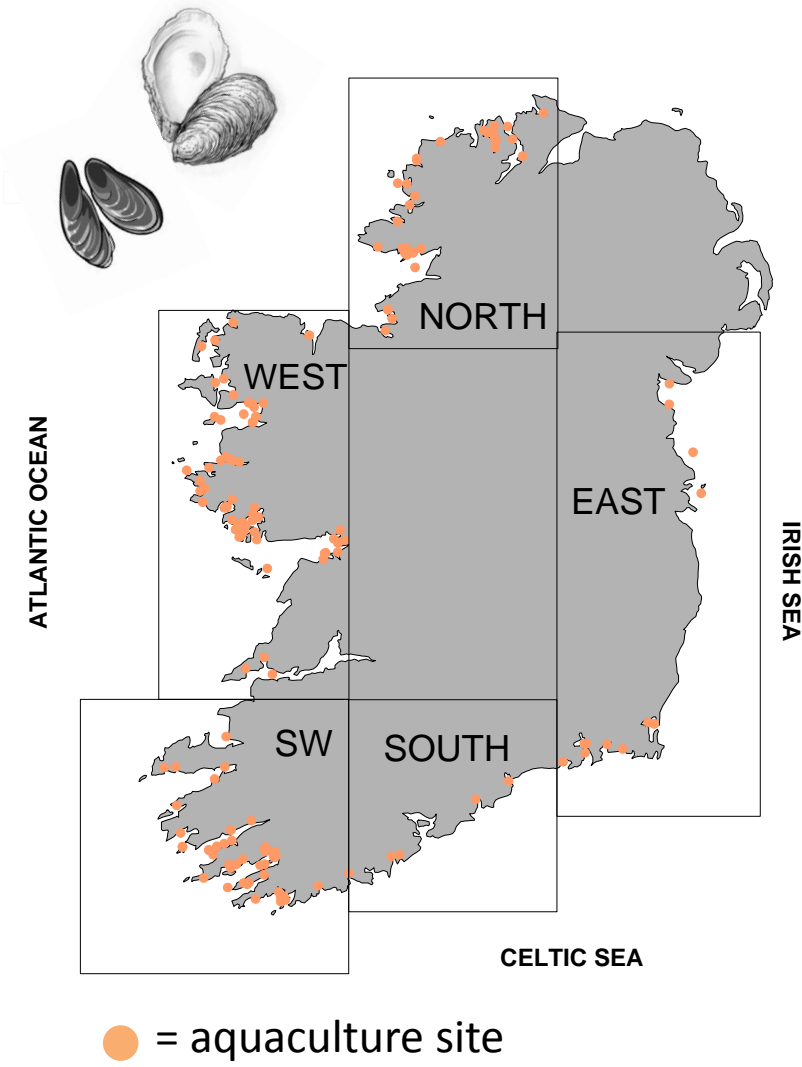 NORTH
WEST
ATLANTIC OCEAN
EAST
IRISH SEA
SW
SOUTH
CELTIC SEA
= aquaculture site